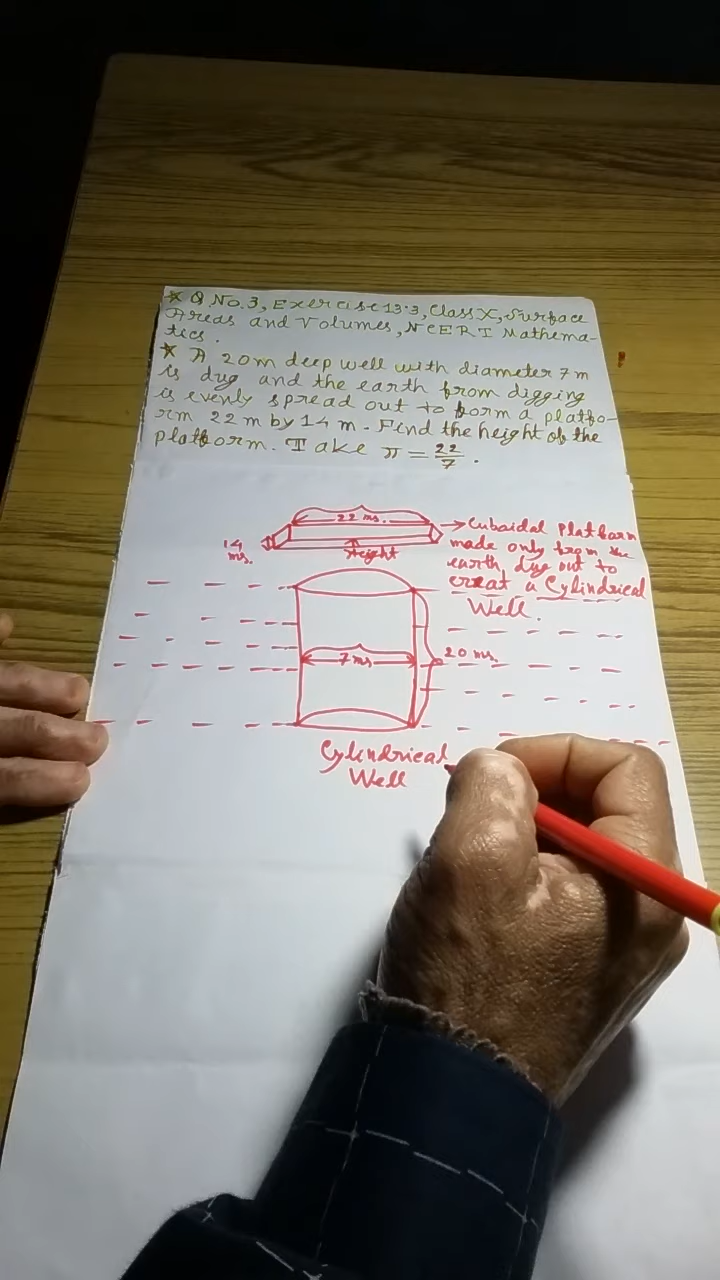 * Q No.3, Exercise 13.3, Class X, Surface
Areas and Volumes, NCERT Mathema-
tics.
* A 20m deep well with diameter 7m
is dug and the earth from digging
is evenly spread out to form a platfo-
rm 22 m by 14 m. Find the height of the
platform. Take π = 22/7.
22 ms.
14
ms.
Height
→ Cuboidal Platform
made only from the
earth, dug out to
creat a Cylindrical
Well.
7 ms
20 ms.
Cylindrical
Well